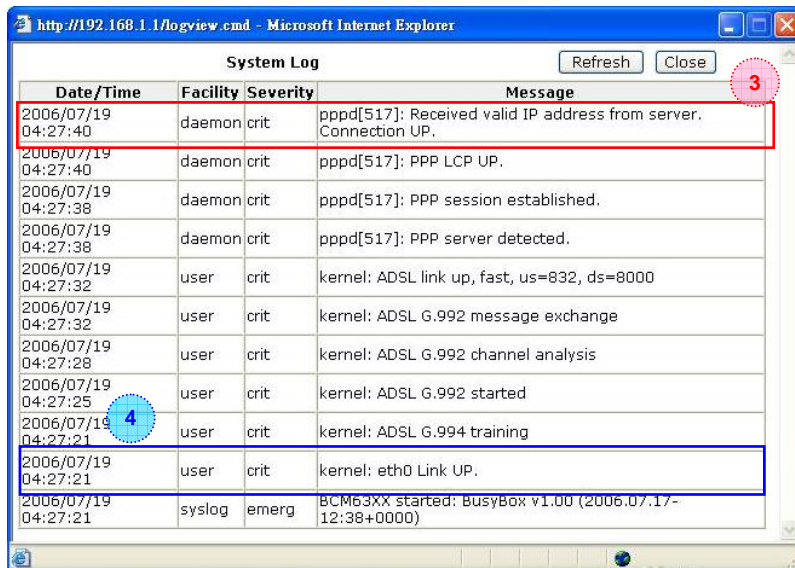 http://192.168.1.1/logview.cmd - Microsoft Internet Explorer
System Log
Refresh Close
3
Date/Time Facility Severity Message
2006/07/19
04:27:40 daemon crit pppd[517]: Received valid IP address from server.
Connection UP.
2006/07/19
04:27:40 daemon crit pppd[517]: PPP LCP UP.
2006/07/19
04:27:38 daemon crit pppd[517]: PPP session established.
2006/07/19
04:27:38 daemon crit pppd[517]: PPP server detected.
2006/07/19
04:27:32 user crit kernel: ADSL link up, fast, us=832, ds=8000
2006/07/19
04:27:32 user crit kernel: ADSL G.992 message exchange
2006/07/19
04:27:28 user crit kernel: ADSL G.992 channel analysis
2006/07/19
04:27:25 user crit kernel: ADSL G.992 started
4
2006/07/19
04:27:21 user crit kernel: ADSL G.994 training
2006/07/19
04:27:21 user crit kernel: eth0 Link UP.
2006/07/19
04:27:21 syslog emerg BCM63XX started: BusyBox v1.00 (2006.07.17-
12:38+0000)